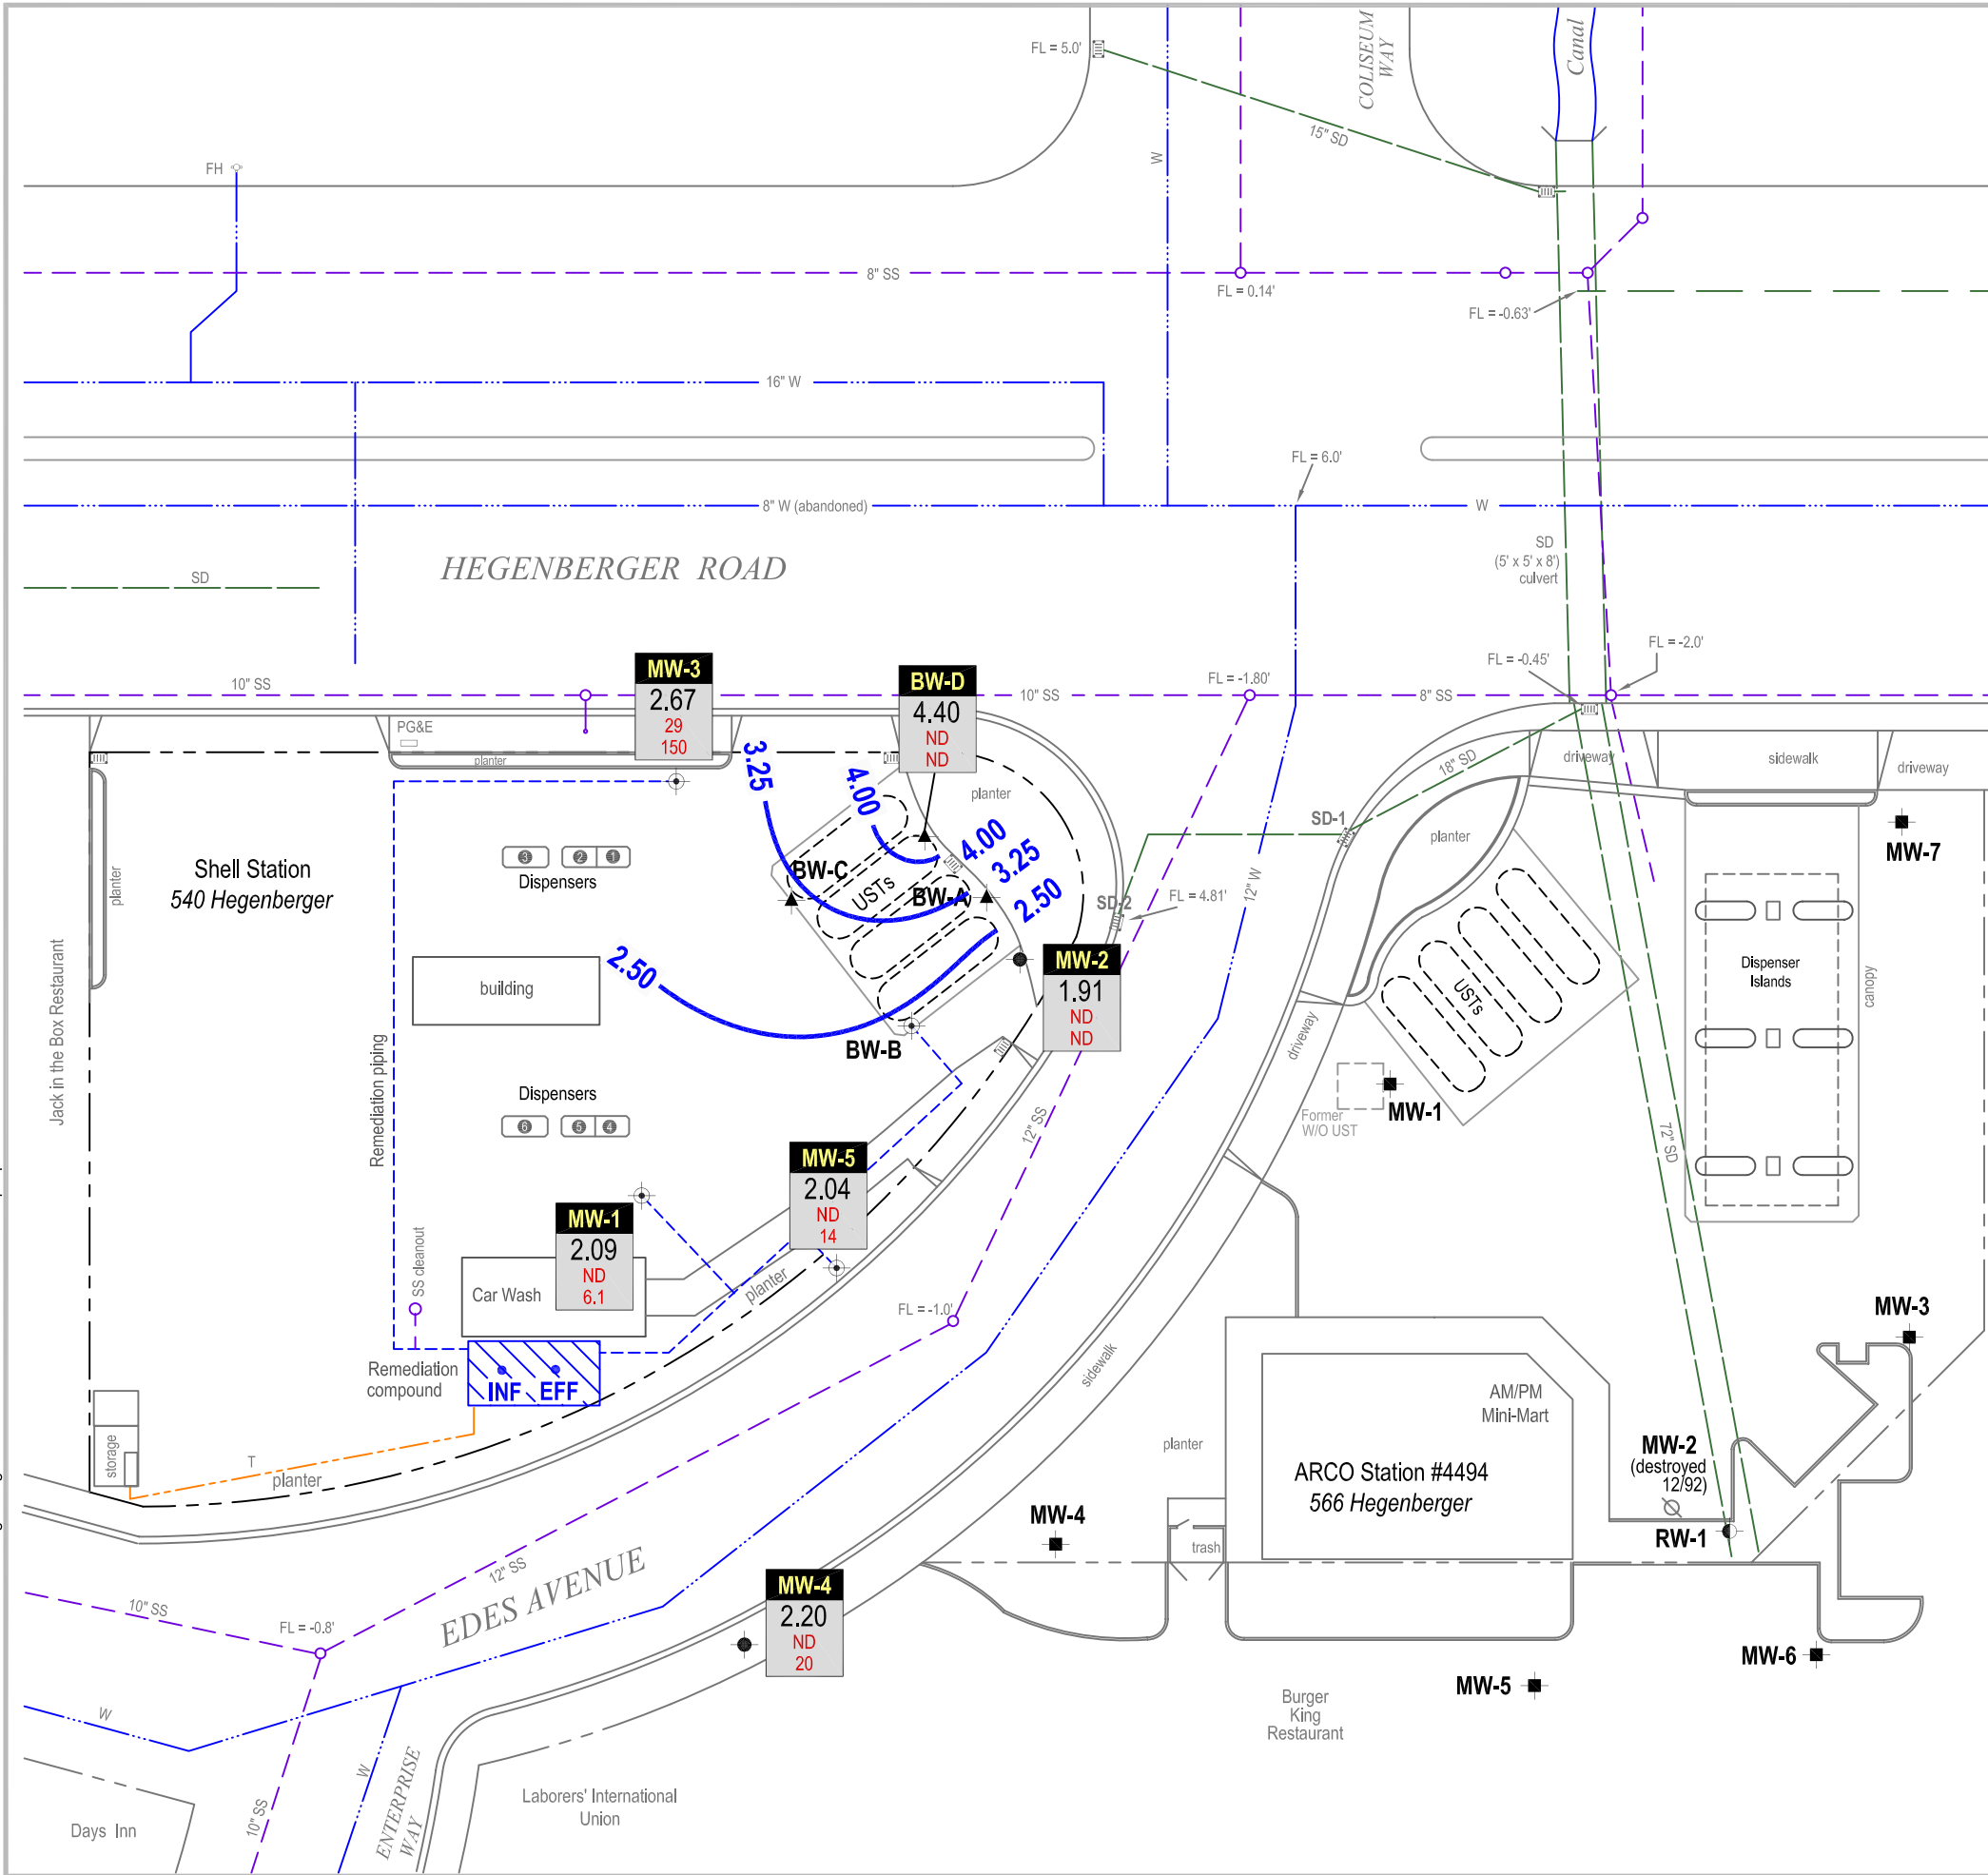 FL = 5.0'
COLISEUM
WAY
Canal
15" SD
W
FH
8" SS
FL = 0.14'
FL = -0.63'
16" W
FL = 6.0'
8" W (abandoned)
W
SD
(5' x 5' x 8')
culvert
HEGENBERGER ROAD
SD
FL = -2.0'
FL = -0.45'
FL = -1.80'
10" SS
10" SS
8" SS
MW-3
2.67
29
150
BW-D
4.40
ND
ND
PG&E
planter
3.25
4.00
planter
4.00
3.25
2.50
18" SD
driveway
sidewalk
driveway
SD-1
planter
MW-7
Shell Station
540 Hegenberger
planter
3
2
1
Dispensers
BW-C
USTs
BW-A
SD-2
FL = 4.81'
12" W
2.50
building
MW-2
1.91
ND
ND
USTs
Dispenser
Islands
canopy
Jack in the Box Restaurant
Remediation piping
BW-B
driveway
MW-1
Former
W/O UST
Dispensers
6
5
4
12" SS
72" SD
MW-5
2.04
ND
14
MW-1
2.09
ND
6.1
SS cleanout
Car Wash
planter
FL = -1.0'
MW-3
Remediation
compound
INF
EFF
sidewalk
AM/PM
Mini-Mart
storage
T
planter
planter
ARCO Station #4494
566 Hegenberger
MW-2
(destroyed
12/92)
RW-1
MW-4
trash
12" SS
EDES AVENUE
10" SS
FL = -0.8'
MW-4
2.20
ND
20
MW-6
MW-5
Burger
King
Restaurant
W
W
ENTERPRISE
WAY
10" SS
Laborers' International
Union
Days Inn